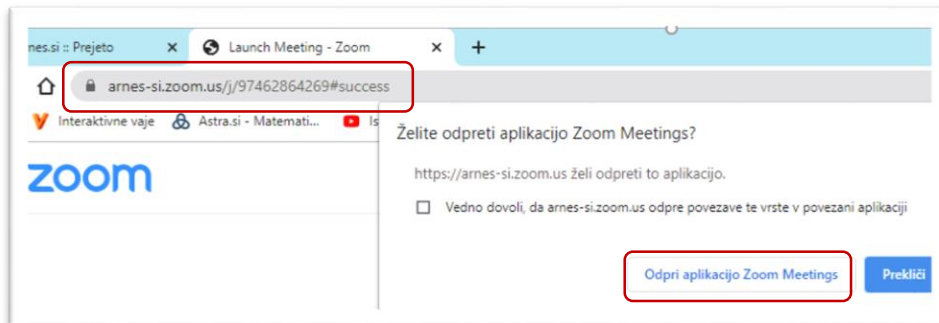 nes.si :: Prejeto × Launch Meeting - Zoom × +
arnes-si.zoom.us/j/97462864269#success
Interaktivne vaje Astra.si - Matemati... Is
Želite odpreti aplikacijo Zoom Meetings?
https://arnes-si.zoom.us želi odpreti to aplikacijo.
zoom
Vedno dovoli, da arnes-si.zoom.us odpre povezave te vrste v povezani aplikaciji
Odpri aplikacijo Zoom Meetings Prekliči